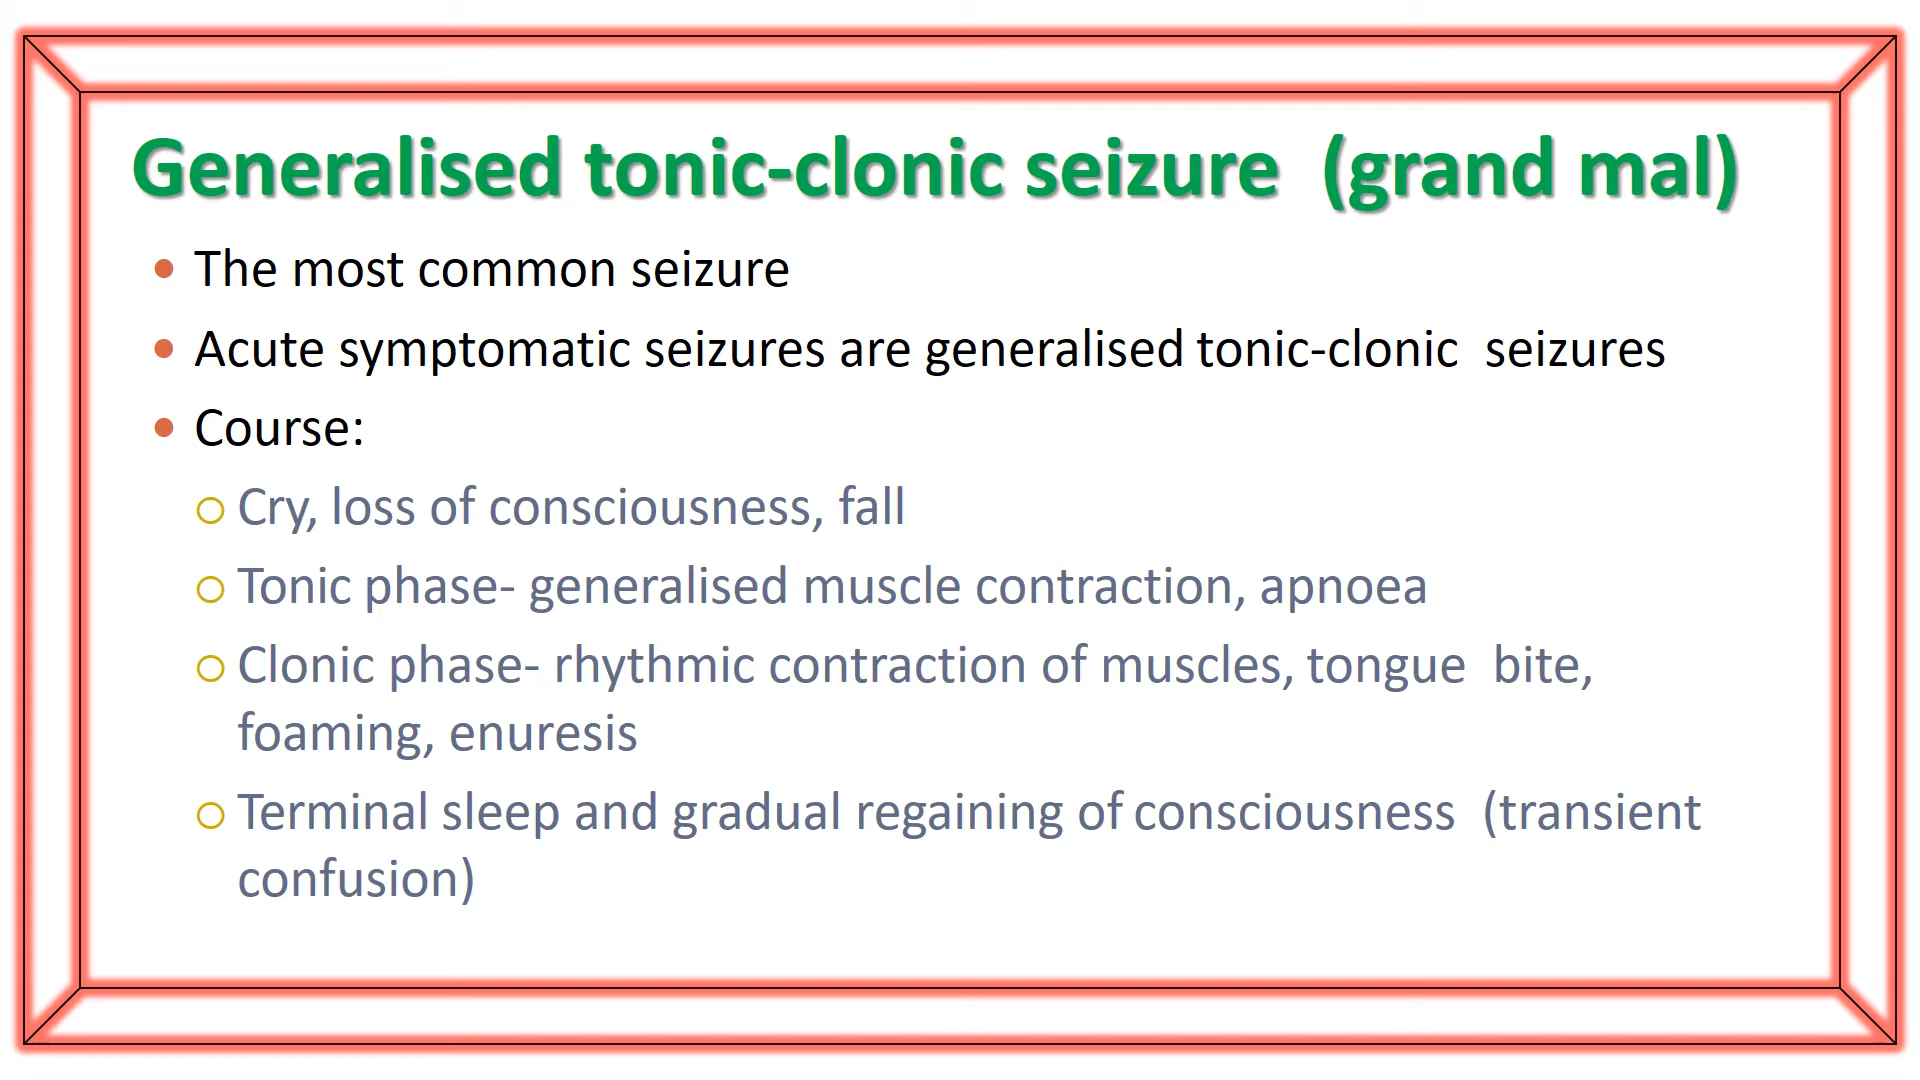 Generalised tonic-clonic seizure (grand mal)
• The most common seizure
• Acute symptomatic seizures are generalised tonic-clonic seizures
• Course:
○ Cry, loss of consciousness, fall
○ Tonic phase- generalised muscle contraction, apnoea
○ Clonic phase- rhythmic contraction of muscles, tongue bite,
foaming, enuresis
○ Terminal sleep and gradual regaining of consciousness (transient
confusion)